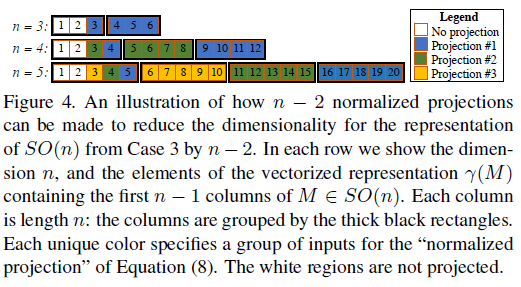 Legend
No projection
Projection #1
Projection #2
Projection #3
n = 3: 1 2 3 4 5 6
n = 4: 1 2 3 4 5 6 7 8 9 10 11 12
n = 5: 1 2 3 4 5 6 7 8 9 10 11 12 13 14 15 16 17 18 19 20
Figure 4. An illustration of how n − 2 normalized projections
can be made to reduce the dimensionality for the representation
of SO(n) from Case 3 by n − 2. In each row we show the dimen-
sion n, and the elements of the vectorized representation γ(M)
containing the first n − 1 columns of M ∈ SO(n). Each column
is length n: the columns are grouped by the thick black rectangles.
Each unique color specifies a group of inputs for the “normalized
projection” of Equation (8). The white regions are not projected.